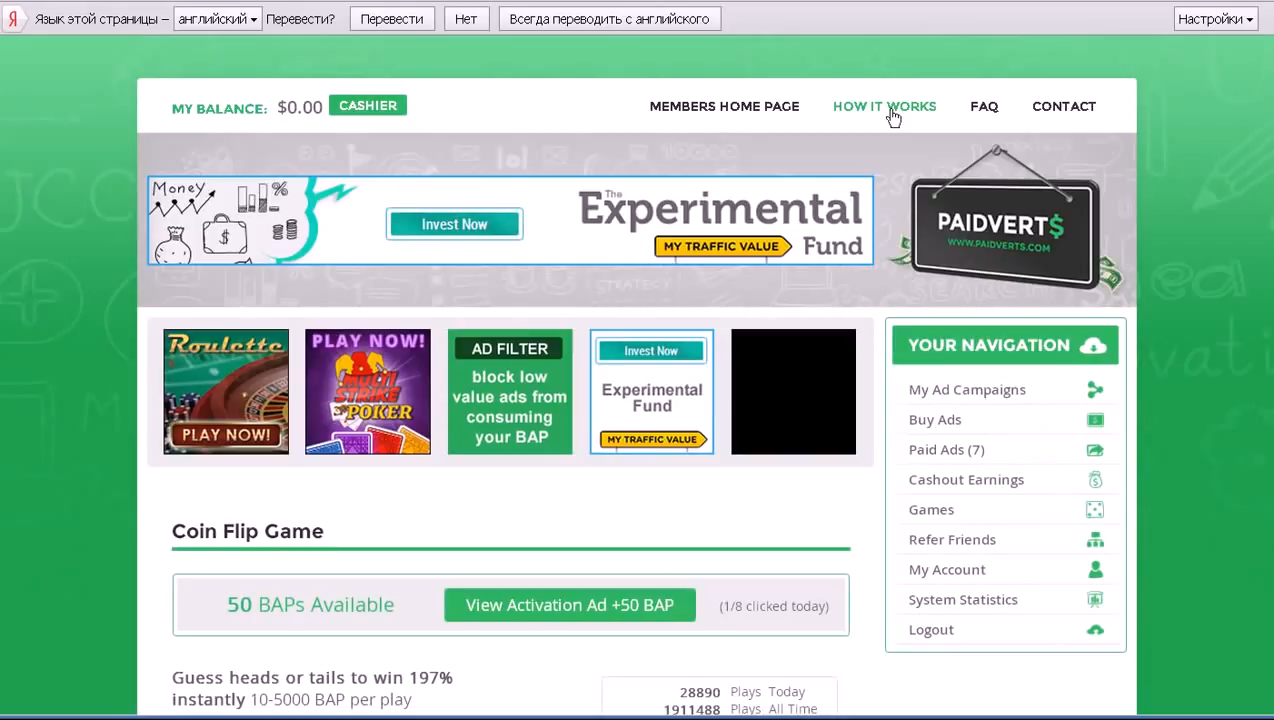 Я Язык этой страницы – английский Перевести? Перевести Нет Всегда переводить с английского Настройки
MY BALANCE: $0.00 CASHIER MEMBERS HOME PAGE HOW IT WORKS FAQ CONTACT
Money % $
Invest Now
The Experimental
MY TRAFFIC VALUE Fund
PAIDVERT$
WWW.PAIDVERTS.COM
STRATEGY
Roulette
PLAY NOW!
PLAY NOW!
MULTI
STRIKE
POKER
AD FILTER
block low
value ads from
consuming
your BAP
Invest Now
Experimental
Fund
MY TRAFFIC VALUE
YOUR NAVIGATION
My Ad Campaigns
Buy Ads
Paid Ads (7)
Cashout Earnings
Games
Refer Friends
My Account
System Statistics
Logout
Coin Flip Game
50 BAPs Available View Activation Ad +50 BAP (1/8 clicked today)
Guess heads or tails to win 197%
instantly 10-5000 BAP per play
28890 Plays Today
1911488 Plays All Time